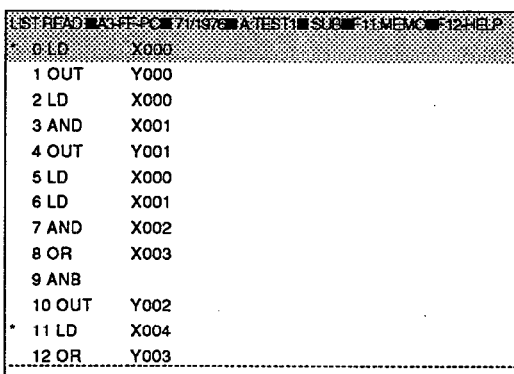 LIST READ ■A3-FF-PC■ 71/1976■ A:TEST1■ SUB■F11:MEMO■F12:HELP
* 0 LD X000
1 OUT Y000
2 LD X000
3 AND X001
4 OUT Y001
5 LD X000
6 LD X001
7 AND X002
8 OR X003
9 ANB
10 OUT Y002
* 11 LD X004
12 OR Y003